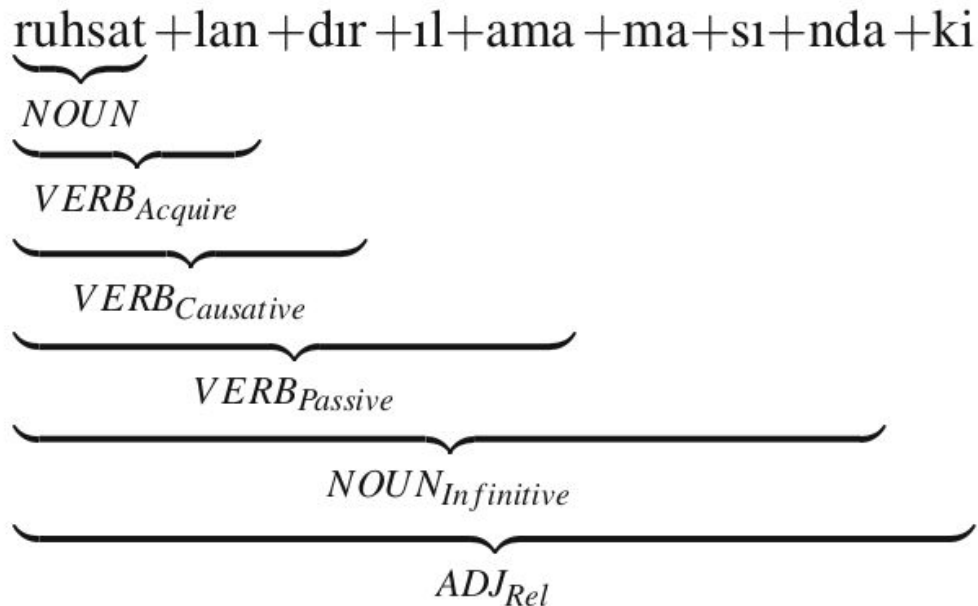 ruhsat +lan +dır +ıl+ama +ma+sı+nda +ki
NOUN
VERB_Acquire
VERB_Causative
VERB_Passive
NOUN_Infinitive
ADJ_Rel